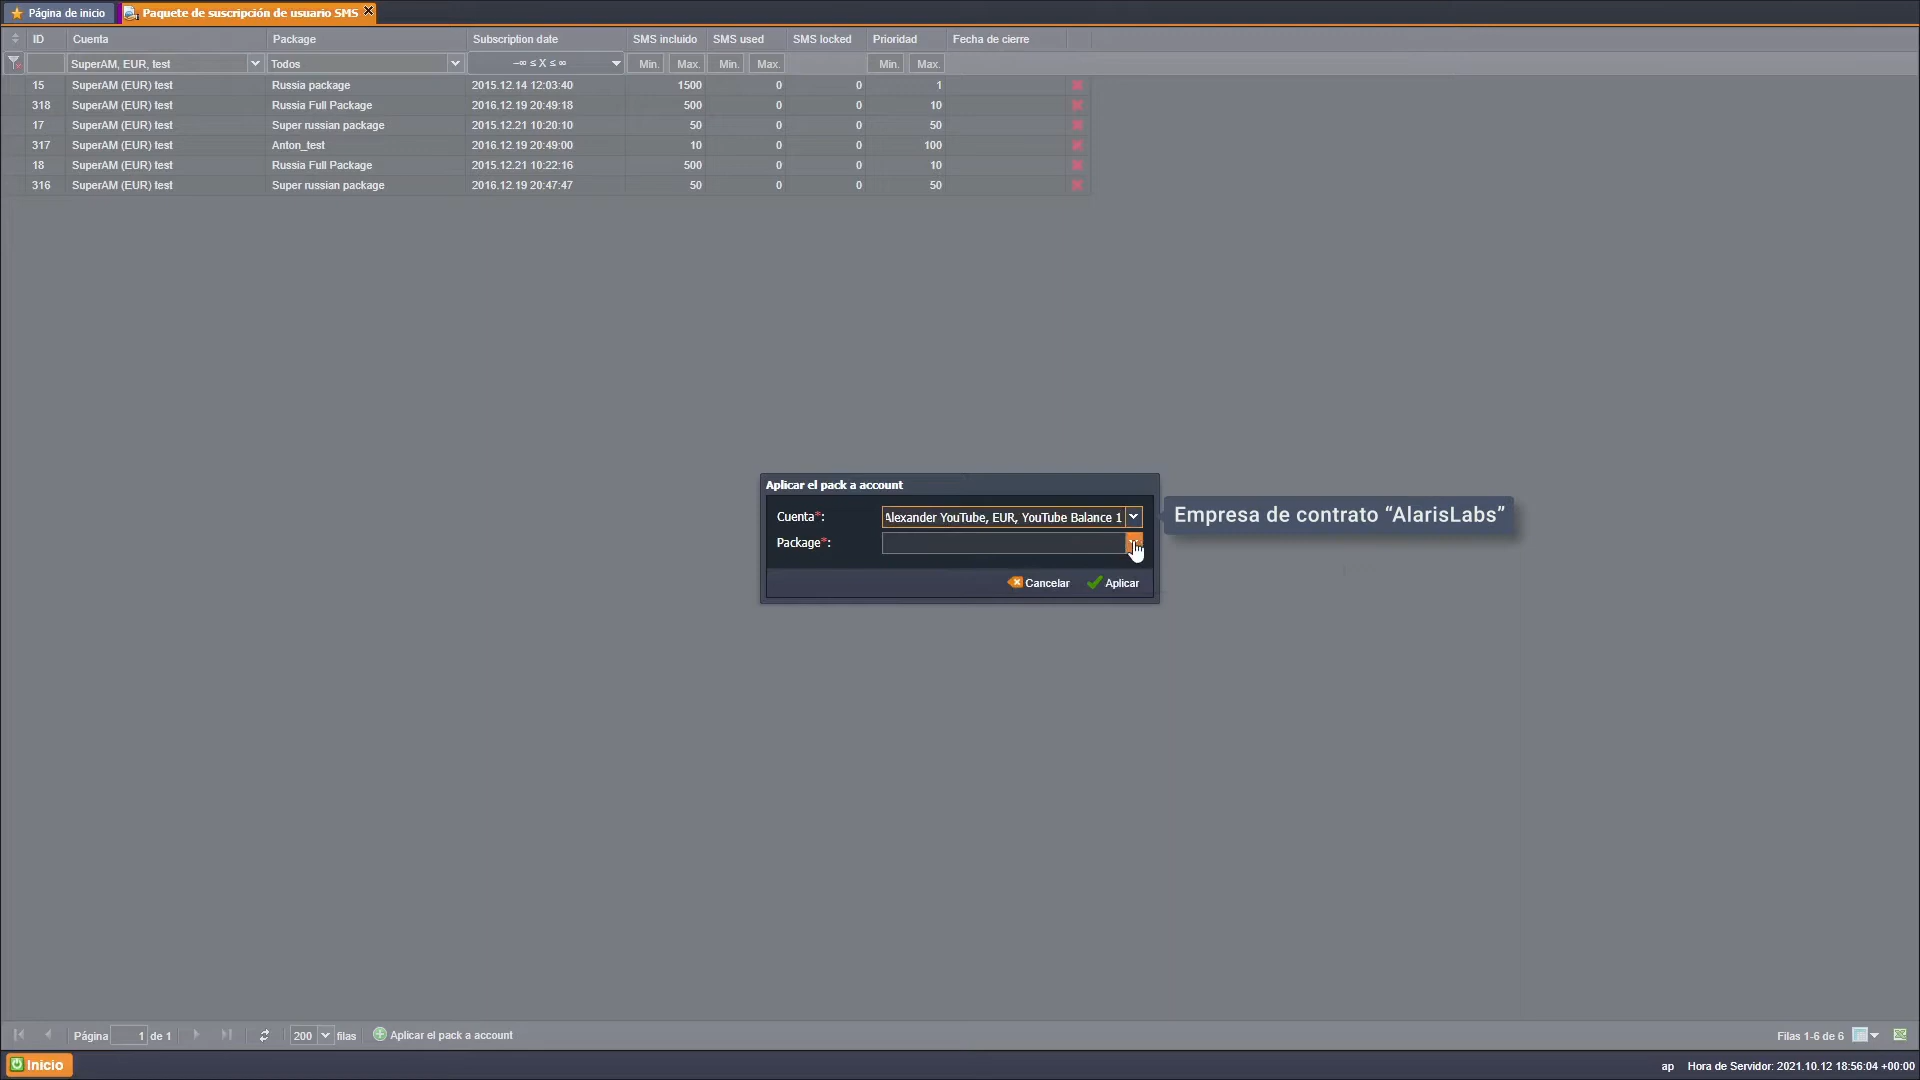 Página de inicio Paquete de suscripción de usuario SMS
ID Cuenta Package Subscription date SMS incluido SMS used SMS locked Prioridad Fecha de cierre
SuperAM, EUR, test Todos -∞ ≤ X ≤ ∞ Min. Max. Min. Max. Min. Max.
15 SuperAM (EUR) test Russia package 2015.12.14 12:03:40 1500 0 0 1
318 SuperAM (EUR) test Russia Full Package 2016.12.19 20:49:18 500 0 0 10
17 SuperAM (EUR) test Super russian package 2015.12.21 10:20:10 50 0 0 50
317 SuperAM (EUR) test Anton_test 2016.12.19 20:49:00 10 0 0 100
18 SuperAM (EUR) test Russia Full Package 2015.12.21 10:22:16 500 0 0 10
316 SuperAM (EUR) test Super russian package 2016.12.19 20:47:47 50 0 0 50
Aplicar el pack a account
Cuenta*: Alexander YouTube, EUR, YouTube Balance 1
Empresa de contrato “AlarisLabs”
Package*:
Cancelar Aplicar
Página 1 de 1 200 filas Aplicar el pack a account Filas 1-6 de 6
Inicio ap Hora de Servidor: 2021.10.12 18:56:04 +00:00